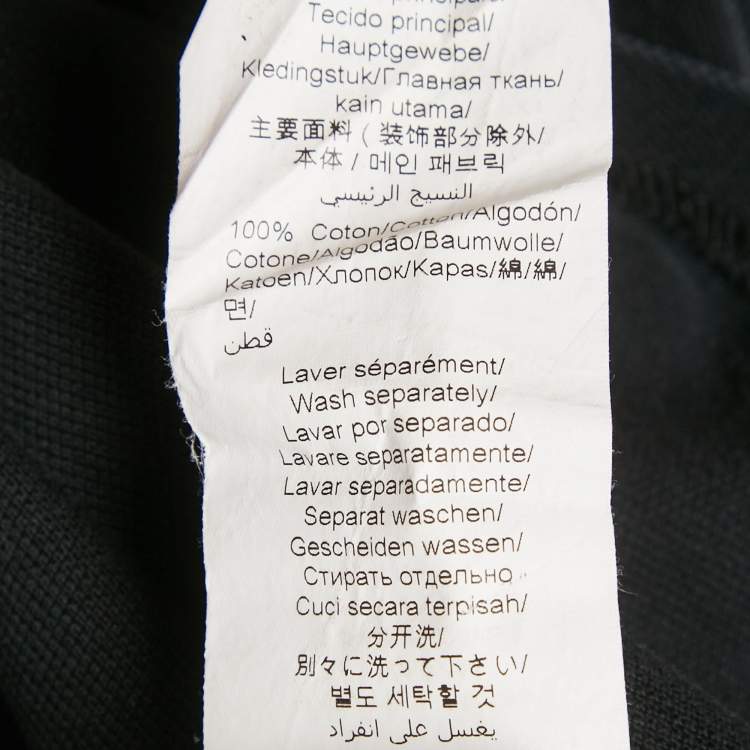 Tecido principal/
Hauptgewebe/
Kledingstuk/Главная ткань/
kain utama/
主要面料 ( 装饰部分除外/
本体 / 메인 패브릭
النسيج الرئيسي
100% Coton/Cotton/Algodón/
Cotone/Algodão/Baumwolle/
Katoen/Хлопок/Kapas/綿/綿/
면/
قطن
Laver séparément/
Wash separately/
Lavar por separado/
Lavare separatamente/
Lavar separadamente/
Separat waschen/
Gescheiden wassen/
Стирать отдельно
Cuci secara terpisah/
分开洗/
別々に洗って下さい/
별도 세탁할 것
يغسل على انفراد